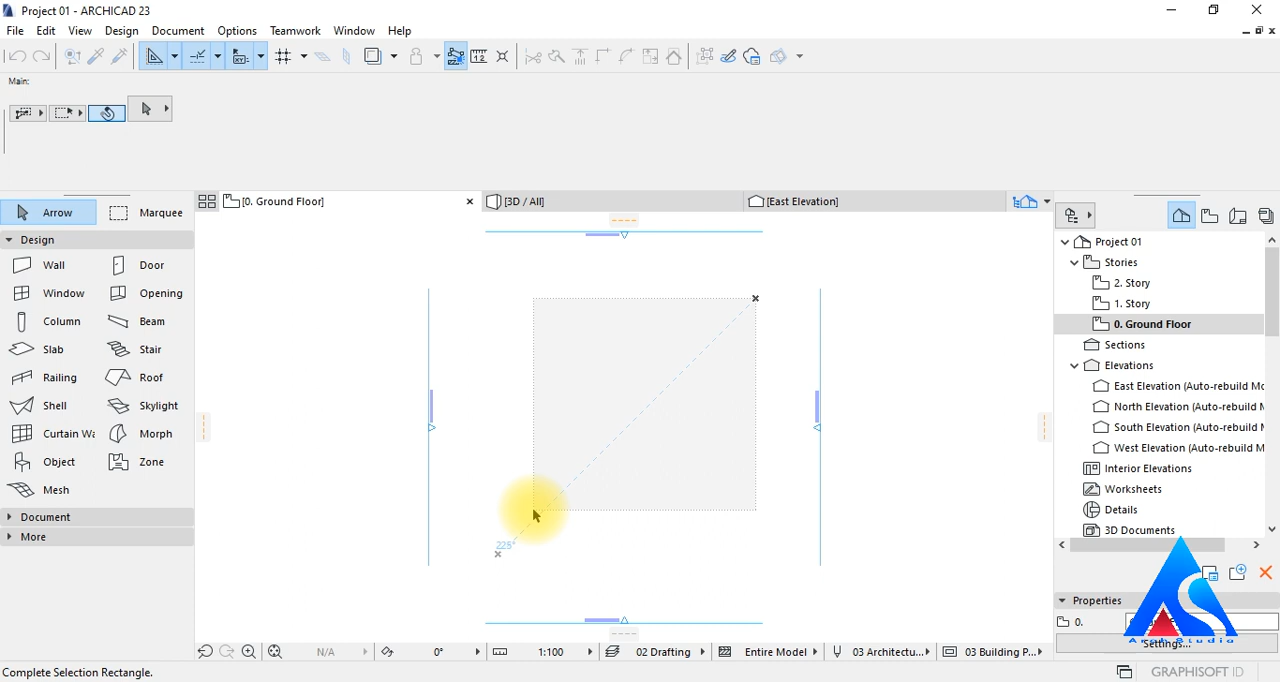 Project 01 - ARCHICAD 23
File Edit View Design Document Options Teamwork Window Help
Main:
[0. Ground Floor] [3D / All] [East Elevation]
Arrow Marquee
Design
Wall Door
Window Opening
Column Beam
Slab Stair
Railing Roof
Shell Skylight
Curtain Wa Morph
Object Zone
Mesh
Document
More
225°
Project 01
Stories
2. Story
1. Story
0. Ground Floor
Sections
Elevations
East Elevation (Auto-rebuild Mo
North Elevation (Auto-rebuild M
South Elevation (Auto-rebuild M
West Elevation (Auto-rebuild M
Interior Elevations
Worksheets
Details
3D Documents
Properties
0.
Arch Studio
Settings...
N/A 0° 1:100 02 Drafting Entire Model 03 Architectu... 03 Building P...
Complete Selection Rectangle.
GRAPHISOFT ID